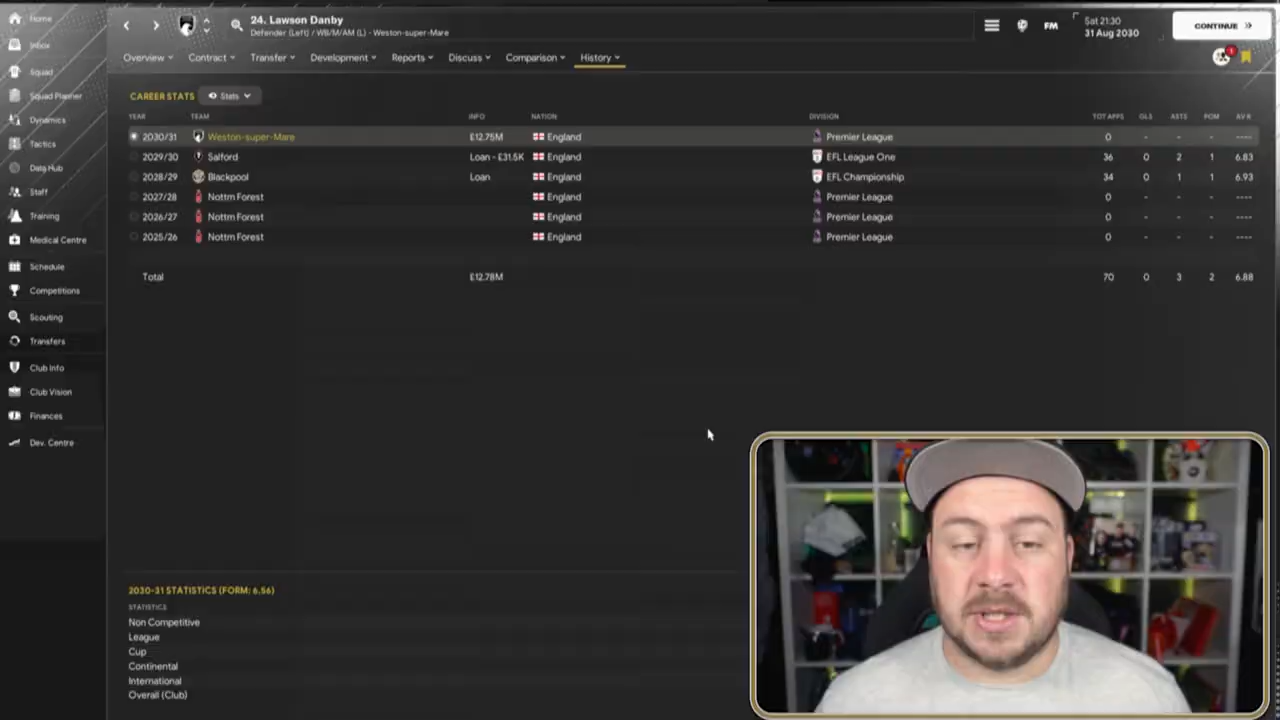 Home
24. Lawson Danby
FM
Sat 21:30
CONTINUE
Defender (Left) / WB/M/AM (L) - Weston-super-Mare
31 Aug 2030
Inbox
Overview
Contract
Transfer
Development
Reports
Discuss
Comparison
History
1
Squad
Squad Planner
CAREER STATS
Stats
Dynamics
YEAR TEAM INFO NATION DIVISION TOT APPS GLS ASTS POM AV R
2030/31 Weston-super-Mare £12.75M England Premier League 0 - - - ----
Tactics
2029/30 Salford Loan - £31.5K England EFL League One 36 0 2 1 6.83
Data Hub
2028/29 Blackpool Loan England EFL Championship 34 0 1 1 6.93
Staff
2027/28 Nottm Forest England Premier League 0 - - - ----
Training
2026/27 Nottm Forest England Premier League 0 - - - ----
Medical Centre
2025/26 Nottm Forest England Premier League 0 - - - ----
Schedule
Total £12.78M 70 0 3 2 6.88
Competitions
Scouting
Transfers
Club Info
Club Vision
Finances
Dev. Centre
2030-31 STATISTICS (FORM: 6.56)
STATISTICS
Non Competitive
League
Cup
Continental
International
Overall (Club)